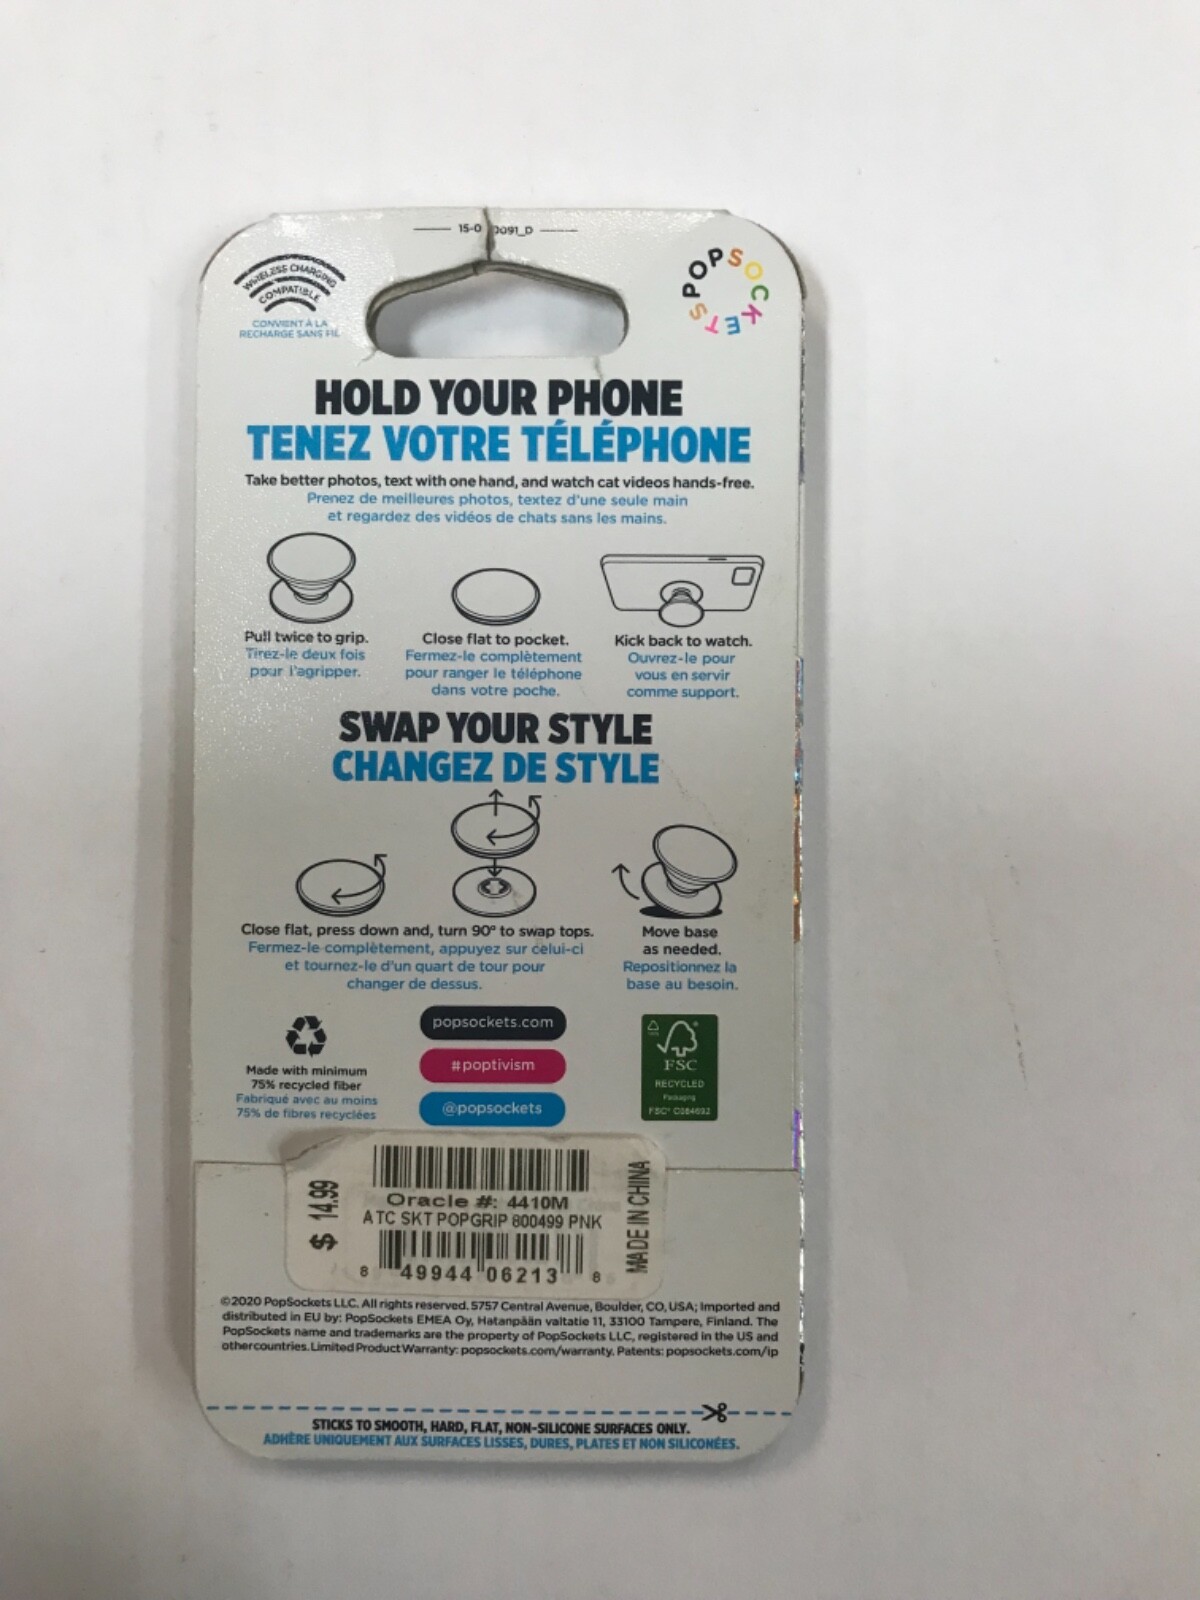 15-0 0091_D
WIRELESS CHARGING
COMPATIBLE
CONVIENT À LA
RECHARGE SANS FIL
POPSOCKETS
HOLD YOUR PHONE
TENEZ VOTRE TÉLÉPHONE
Take better photos, text with one hand, and watch cat videos hands-free.
Prenez de meilleures photos, textez d'une seule main
et regardez des vidéos de chats sans les mains.
Pull twice to grip.
Tirez-le deux fois
pour l'agripper.
Close flat to pocket.
Fermez-le complètement
pour ranger le téléphone
dans votre poche.
Kick back to watch.
Ouvrez-le pour
vous en servir
comme support.
SWAP YOUR STYLE
CHANGEZ DE STYLE
Close flat, press down and, turn 90° to swap tops.
Fermez-le complètement, appuyez sur celui-ci
et tournez-le d'un quart de tour pour
changer de dessus.
Move base
as needed.
Repositionnez la
base au besoin.
Made with minimum
75% recycled fiber
Fabriqué avec au moins
75% de fibres recyclées
popsockets.com
#poptivism
@popsockets
FSC
RECYCLED
Packaging
FSC® C084692
$ 14.99
Oracle #: 4410M
ATC SKT POPGRIP 800499 PNK
8 49944 06213 8
MADE IN CHINA
©2020 PopSockets LLC. All rights reserved. 5757 Central Avenue, Boulder, CO, USA; Imported and
distributed in EU by: PopSockets EMEA Oy, Hatanpään valtatie 11, 33100 Tampere, Finland. The
PopSockets name and trademarks are the property of PopSockets LLC, registered in the US and
other countries. Limited Product Warranty: popsockets.com/warranty. Patents: popsockets.com/ip
STICKS TO SMOOTH, HARD, FLAT, NON-SILICONE SURFACES ONLY.
ADHÈRE UNIQUEMENT AUX SURFACES LISSES, DURES, PLATES ET NON SILICONÉES.